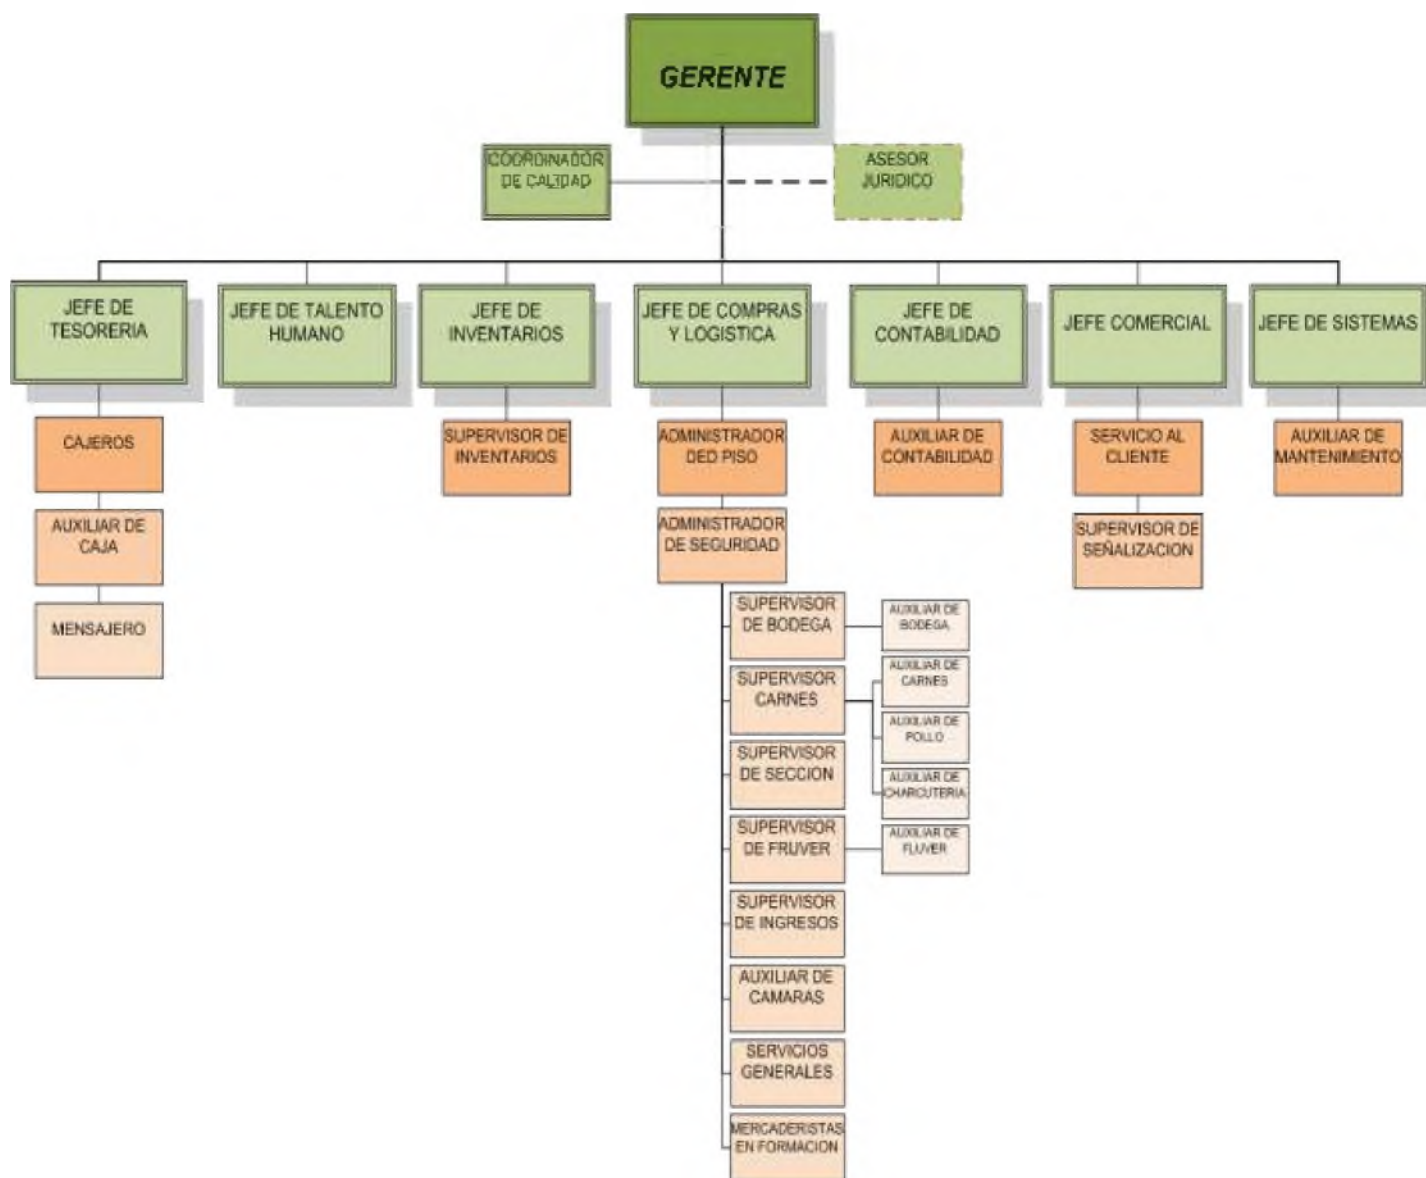 GERENTE
COORDINADOR
DE CALIDAD
ASESOR
JURIDICO
JEFE DE
TESORERIA
JEFE DE TALENTO
HUMANO
JEFE DE
INVENTARIOS
JEFE DE COMPRAS
Y LOGISTICA
JEFE DE
CONTABILIDAD
JEFE COMERCIAL
JEFE DE SISTEMAS
CAJEROS
SUPERVISOR DE
INVENTARIOS
ADMINISTRADOR
DED PISO
AUXILIAR DE
CONTABILIDAD
SERVICIO AL
CLIENTE
AUXILIAR DE
MANTENIMIENTO
AUXILIAR DE
CAJA
ADMINISTRADOR
DE SEGURIDAD
SUPERVISOR DE
SEÑALIZACION
MENSAJERO
SUPERVISOR
DE BODEGA
AUXILIAR DE
BODEGA
SUPERVISOR
CARNES
AUXILIAR DE
CARNES
AUXILIAR DE
POLLO
AUXILIAR DE
CHARCUTERIA
SUPERVISOR
DE SECCION
SUPERVISOR
DE FRUVER
AUXILIAR DE
FLUVER
SUPERVISOR
DE INGRESOS
AUXILIAR DE
CAMARAS
SERVICIOS
GENERALES
MERCADERISTAS
EN FORMACION